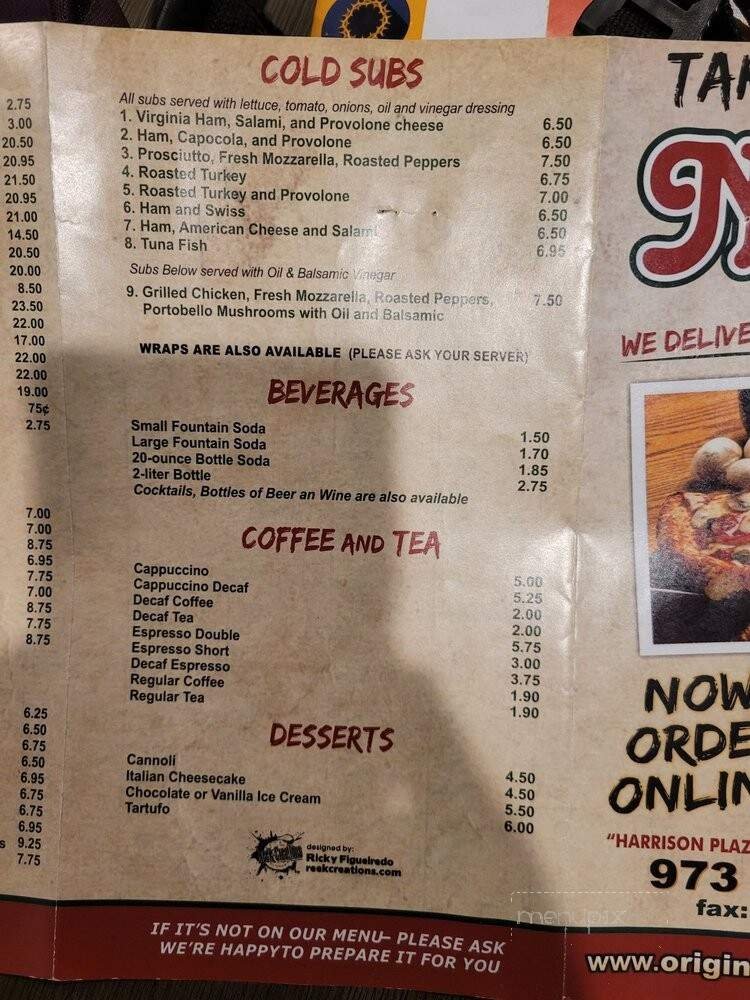 2.75
3.00
20.50
20.95
21.50
20.95
21.00
14.50
20.50
20.00
8.50
23.50
22.00
17.00
22.00
22.00
19.00
75¢
2.75
7.00
7.00
8.75
6.95
7.75
7.00
8.75
7.75
8.75
6.25
6.50
6.75
6.50
6.95
6.75
6.75
6.95
s 9.25
7.75
COLD SUBS
All subs served with lettuce, tomato, onions, oil and vinegar dressing
1. Virginia Ham, Salami, and Provolone cheese 6.50
2. Ham, Capocola, and Provolone 6.50
3. Prosciutto, Fresh Mozzarella, Roasted Peppers 7.50
4. Roasted Turkey 6.75
5. Roasted Turkey and Provolone 7.00
6. Ham and Swiss 6.50
7. Ham, American Cheese and Salami 6.50
8. Tuna Fish 6.95
Subs Below served with Oil & Balsamic Vinegar
9. Grilled Chicken, Fresh Mozzarella, Roasted Peppers, 7.50
Portobello Mushrooms with Oil and Balsamic
WRAPS ARE ALSO AVAILABLE (PLEASE ASK YOUR SERVER)
BEVERAGES
Small Fountain Soda 1.50
Large Fountain Soda 1.70
20-ounce Bottle Soda 1.85
2-liter Bottle 2.75
Cocktails, Bottles of Beer an Wine are also available
COFFEE AND TEA
Cappuccino 5.00
Cappuccino Decaf 5.25
Decaf Coffee 2.00
Decaf Tea 2.00
Espresso Double 5.75
Espresso Short 3.00
Decaf Espresso 3.75
Regular Coffee 1.90
Regular Tea 1.90
DESSERTS
Cannoli 4.50
Italian Cheesecake 4.50
Chocolate or Vanilla Ice Cream 5.50
Tartufo 6.00
designed by:
Ricky Figueiredo
reekcreations.com
IF IT'S NOT ON OUR MENU– PLEASE ASK
WE'RE HAPPYTO PREPARE IT FOR YOU
TA
N
WE DELIVE
NOW
ORDE
ONLIN
"HARRISON PLAZ
973
fax:
www.origin
menupix